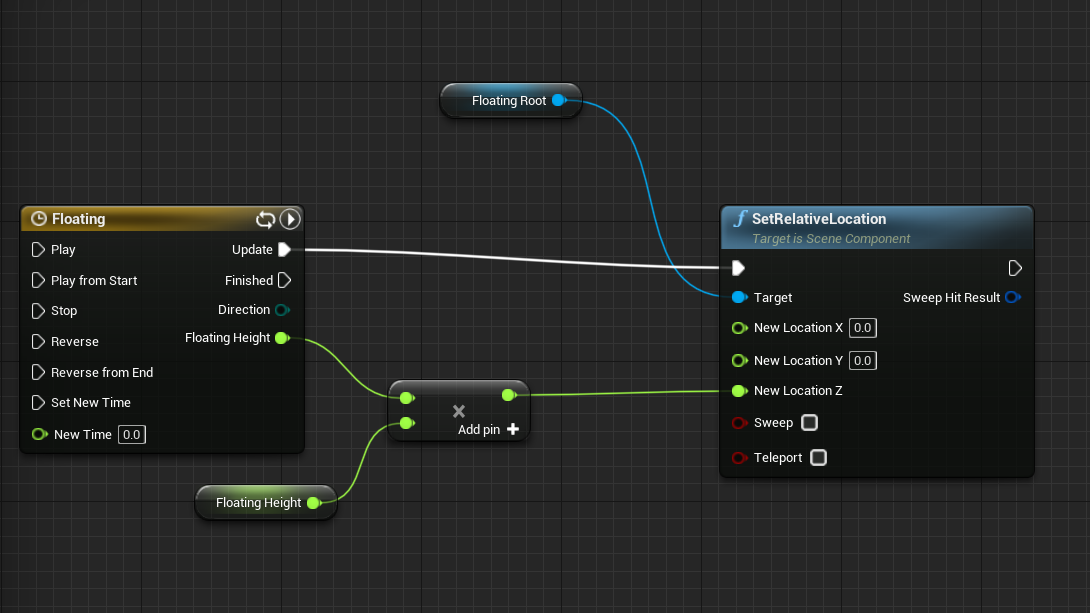 Floating Root
Floating
Play
Update
Play from Start
Finished
Stop
Direction
Reverse
Floating Height
Reverse from End
Set New Time
New Time 0.0
Add pin
Floating Height
SetRelativeLocation
Target is Scene Component
Target
Sweep Hit Result
New Location X 0.0
New Location Y 0.0
New Location Z
Sweep
Teleport